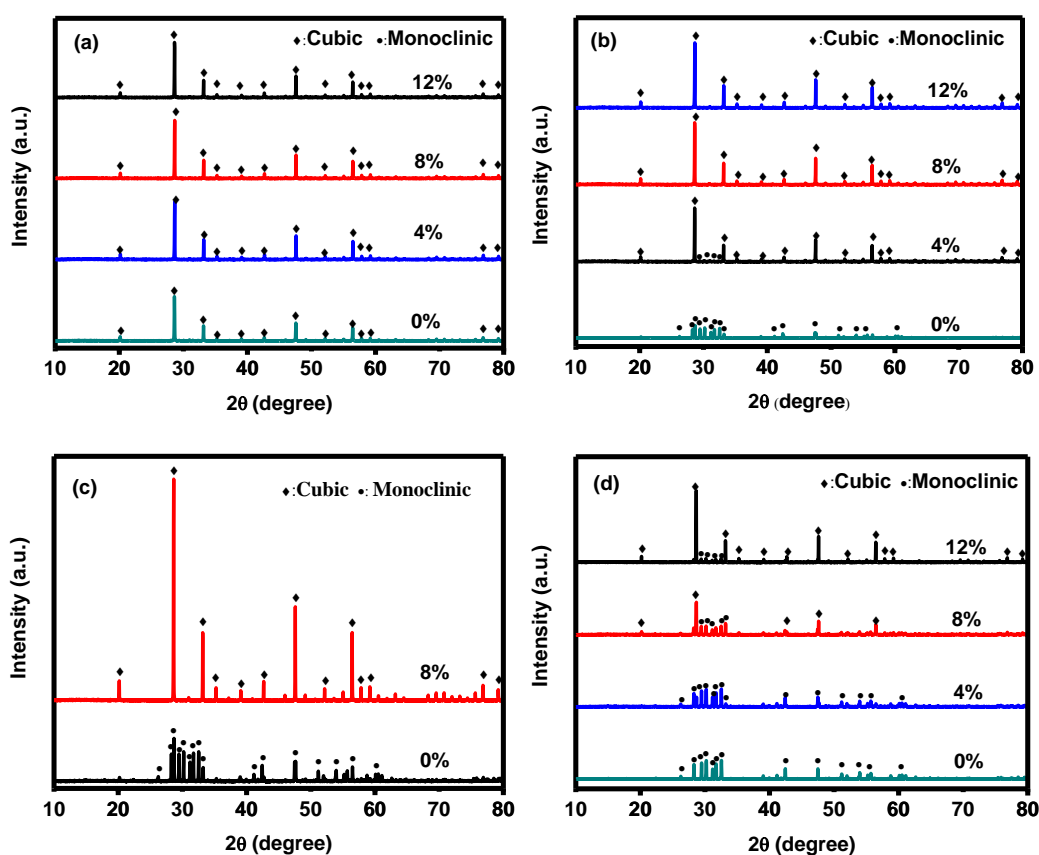 (a)
♦:Cubic •:Monoclinic
12%
8%
4%
0%
Intensity (a.u.)
10 20 30 40 50 60 70 80
2θ (degree)
(b)
♦:Cubic •:Monoclinic
12%
8%
4%
0%
Intensity (a.u.)
10 20 30 40 50 60 70 80
2θ (degree)
(c)
♦:Cubic •: Monoclinic
8%
0%
Intensity (a.u.)
10 20 30 40 50 60 70 80
2θ (degree)
(d)
♦:Cubic •:Monoclinic
12%
8%
4%
0%
Intensity (a.u.)
10 20 30 40 50 60 70 80
2θ (degree)